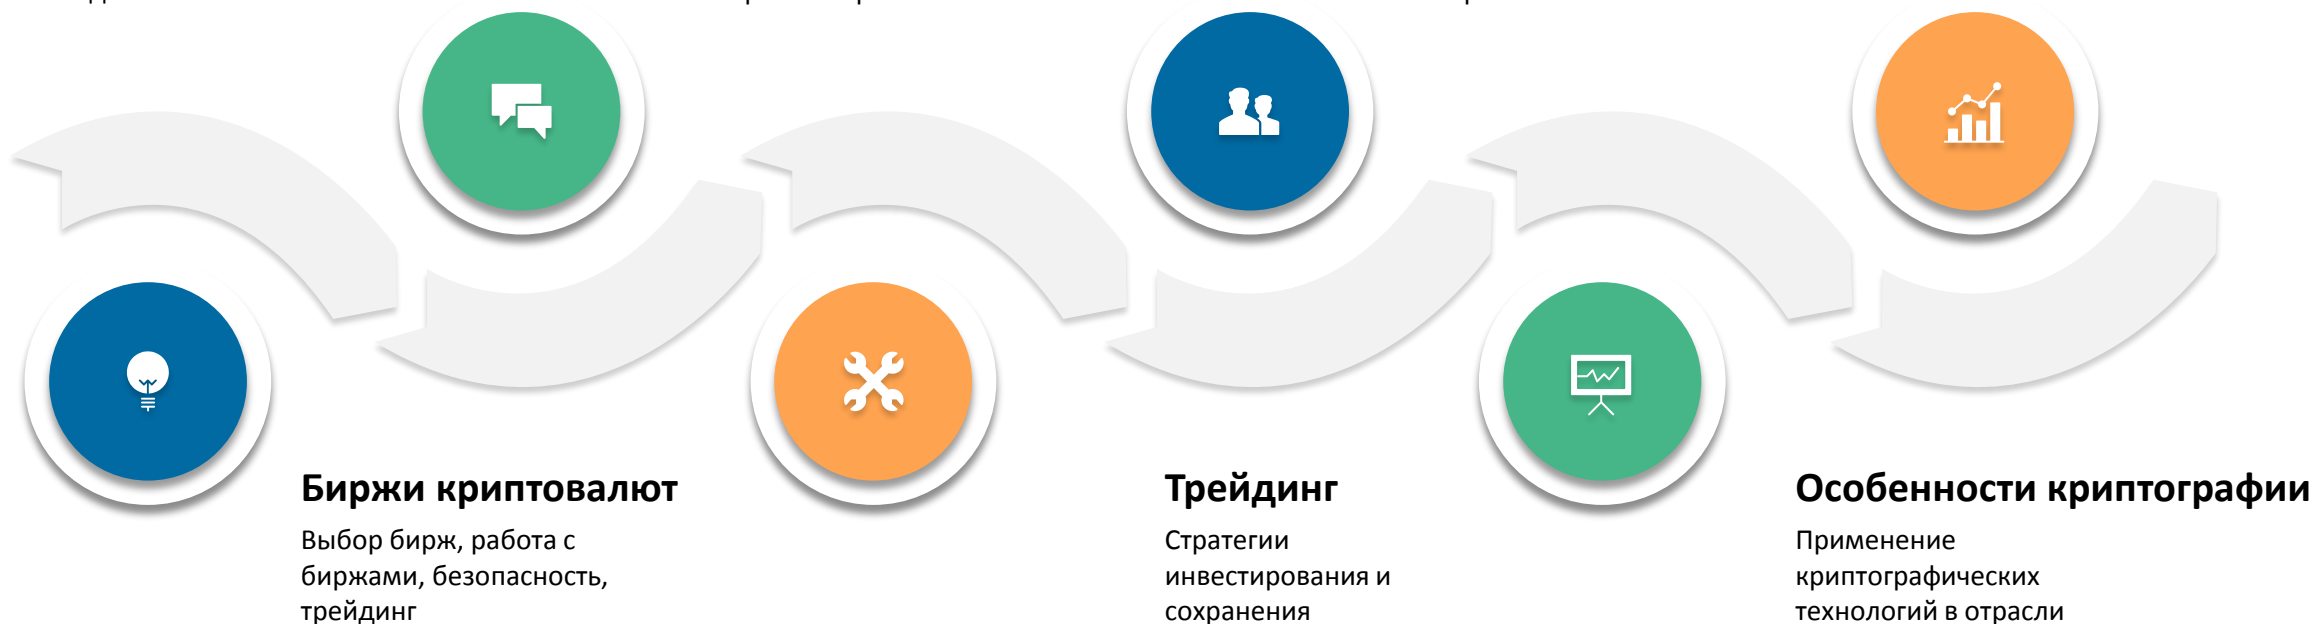 Биржи криптовалют
Выбор бирж, работа с
биржами, безопасность,
трейдинг
Трейдинг
Стратегии
инвестирования и
сохранения
Особенности криптографии
Применение
криптографических
технологий в отрасли